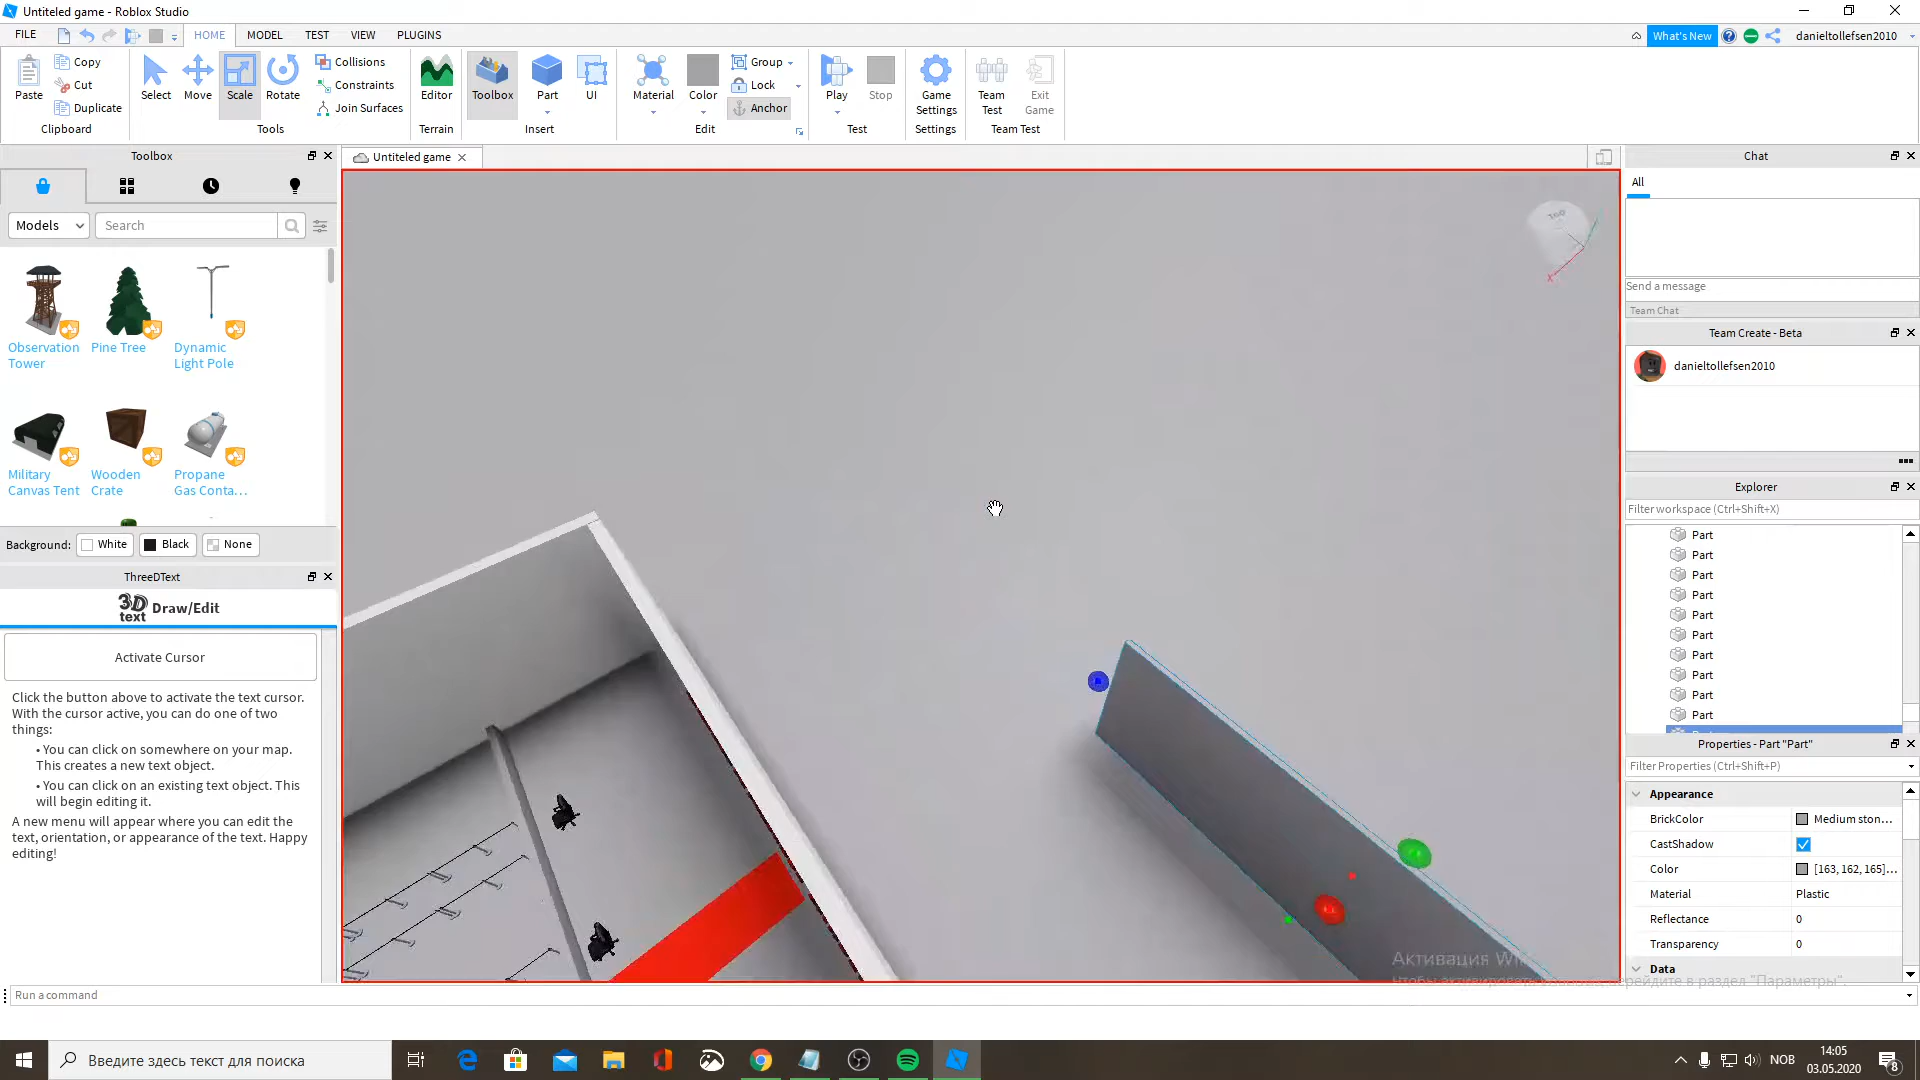 Untiteled game - Roblox Studio
FILE HOME MODEL TEST VIEW PLUGINS What's New danieltollefsen2010
Paste Copy Cut Duplicate Clipboard
Select Move Scale Rotate Collisions Constraints Join Surfaces Tools
Editor Terrain
Toolbox Part UI Insert
Material Color Group Lock Anchor Edit
Play Stop Test
Game Settings Settings
Team Test Exit Game Team Test
Toolbox
Models Search
Observation Tower
Pine Tree
Dynamic Light Pole
Military Canvas Tent
Wooden Crate
Propane Gas Conta...
Background: White Black None
ThreeDText
3D text Draw/Edit
Activate Cursor
Click the button above to activate the text cursor.
With the cursor active, you can do one of two
things:
• You can click on somewhere on your map.
This creates a new text object.
• You can click on an existing text object. This
will begin editing it.
A new menu will appear where you can edit the
text, orientation, or appearance of the text. Happy
editing!
Untiteled game
Chat
All
Send a message
Team Chat
Team Create - Beta
danieltollefsen2010
Explorer
Filter workspace (Ctrl+Shift+X)
Part
Part
Part
Part
Part
Part
Part
Part
Part
Part
Properties - Part "Part"
Filter Properties (Ctrl+Shift+P)
Appearance
BrickColor Medium ston...
CastShadow
Color [163, 162, 165]...
Material Plastic
Reflectance 0
Transparency 0
Data
Активация Wi
перейдите в раздел "Параметры".
Run a command
Введите здесь текст для поиска
NOB
14:05
03.05.2020
8